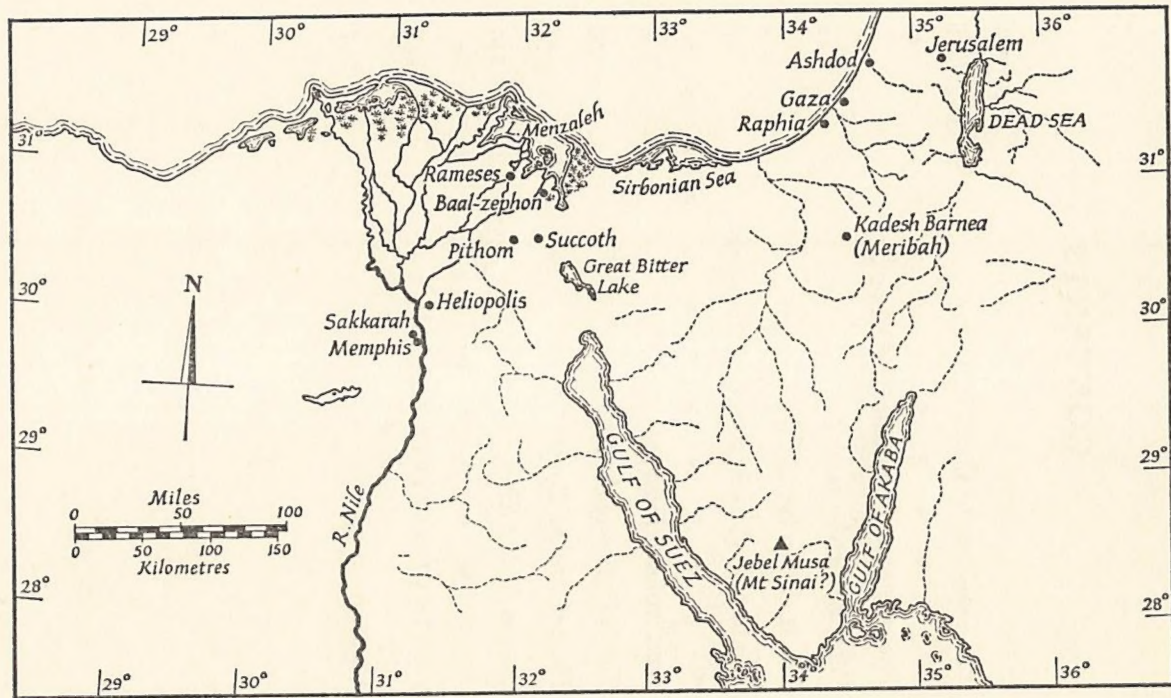 29° 30° 31° 32° 33° 34° 35° 36°
Jerusalem
Ashdod
Gaza
Raphia
DEAD SEA
31°
31°
L. Menzaleh
Rameses
Sirbonian Sea
Baal-zephon
Kadesh Barnea
(Meribah)
Pithom
Succoth
Great Bitter
Lake
30°
30°
N
Heliopolis
Sakkarah
Memphis
29°
29°
GULF OF SUEZ
GULF OF AKABA
R. Nile
Miles
0 50 100
0 50 100 150
Kilometres
Jebel Musa
(Mt Sinai?)
28°
28°
29° 30° 31° 32° 33° 34° 35° 36°